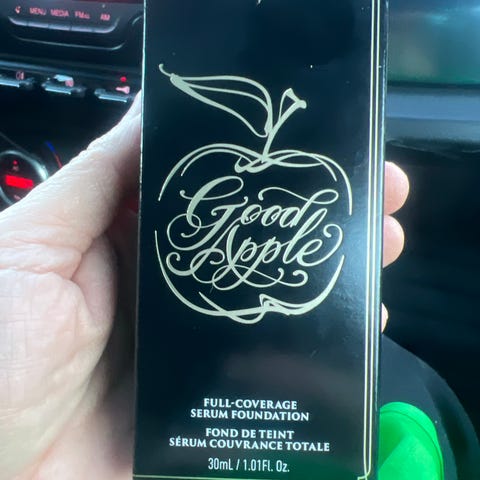 MENU MEDIA FM AM
Good
Apple
FULL-COVERAGE
SERUM FOUNDATION
FOND DE TEINT
SÉRUM COUVRANCE TOTALE
30mL / 1.01Fl. Oz.